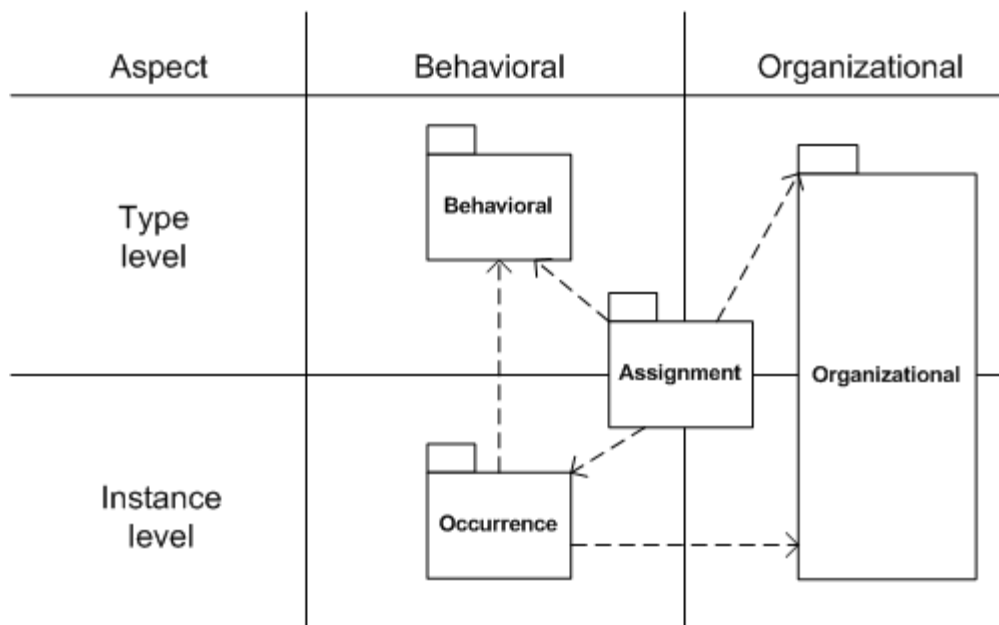 Aspect
Behavioral
Organizational
Type
level
Behavioral
Assignment
Organizational
Instance
level
Occurrence